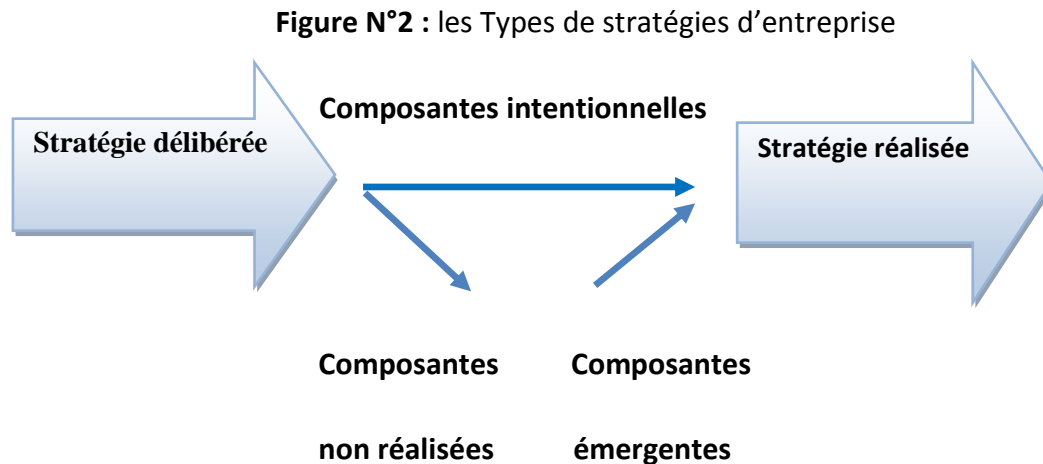 Figure N°2 : les Types de stratégies d’entreprise
Composantes intentionnelles
Stratégie délibérée
Stratégie réalisée
Composantes
non réalisées
Composantes
émergentes